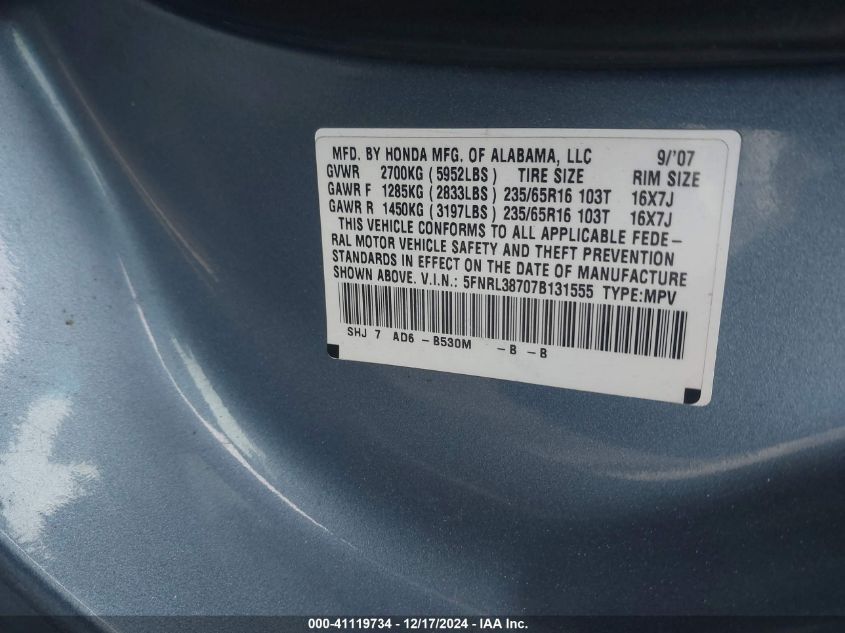 MFD. BY HONDA MFG. OF ALABAMA, LLC 9/'07
GVWR 2700KG (5952LBS) TIRE SIZE RIM SIZE
GAWR F 1285KG (2833LBS) 235/65R16 103T 16X7J
GAWR R 1450KG (3197LBS) 235/65R16 103T 16X7J
THIS VEHICLE CONFORMS TO ALL APPLICABLE FEDE-
RAL MOTOR VEHICLE SAFETY AND THEFT PREVENTION
STANDARDS IN EFFECT ON THE DATE OF MANUFACTURE
SHOWN ABOVE. V.I.N.: 5FNRL38707B131555 TYPE:MPV
SHJ 7 AD6 - B530M - B - B
000-41119734 - 12/17/2024 - IAA Inc.